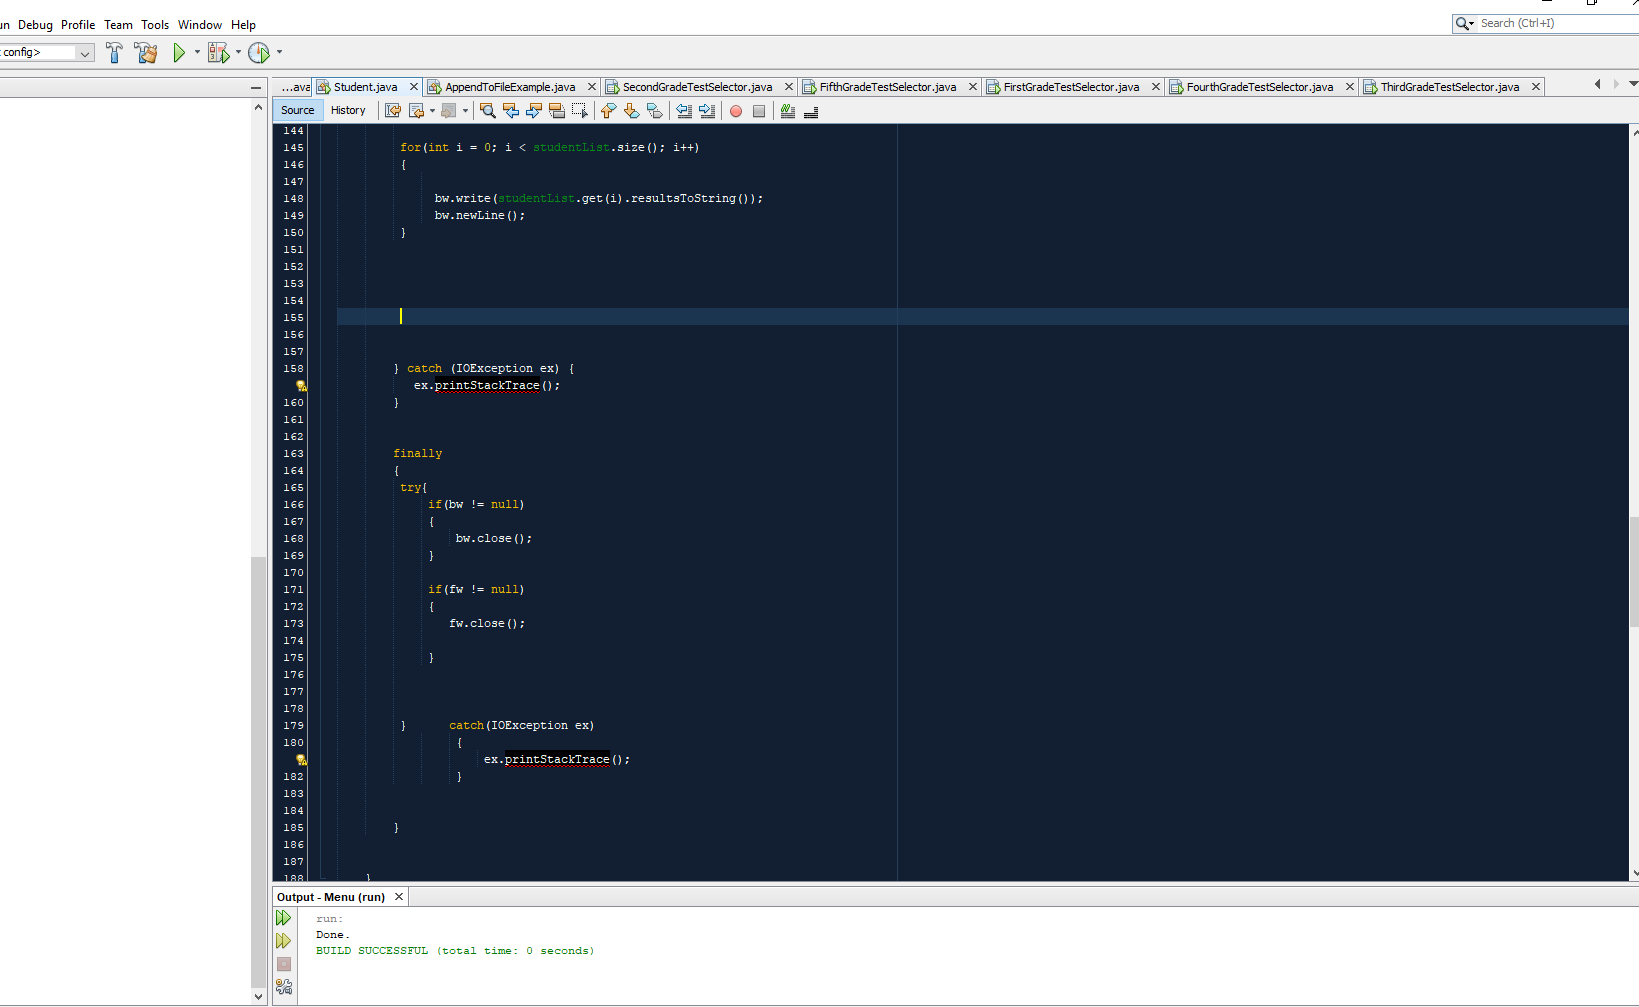 un Debug Profile Team Tools Window Help
Search (Ctrl+I)
config>
...ava Student.java AppendToFileExample.java SecondGradeTestSelector.java FifthGradeTestSelector.java FirstGradeTestSelector.java FourthGradeTestSelector.java ThirdGradeTestSelector.java
Source History
144
145 for(int i = 0; i < studentList.size(); i++)
146 {
147
148 bw.write(studentList.get(i).resultsToString());
149 bw.newLine();
150 }
151
152
153
154
155
156
157
158 } catch (IOException ex) {
ex.printStackTrace();
160 }
161
162
163 finally
164 {
165 try{
166 if(bw != null)
167 {
168 bw.close();
169 }
170
171 if(fw != null)
172 {
173 fw.close();
174
175 }
176
177
178
179 } catch(IOException ex)
180 {
ex.printStackTrace();
182 }
183
184
185 }
186
187
188 }
Output - Menu (run)
run:
Done.
BUILD SUCCESSFUL (total time: 0 seconds)